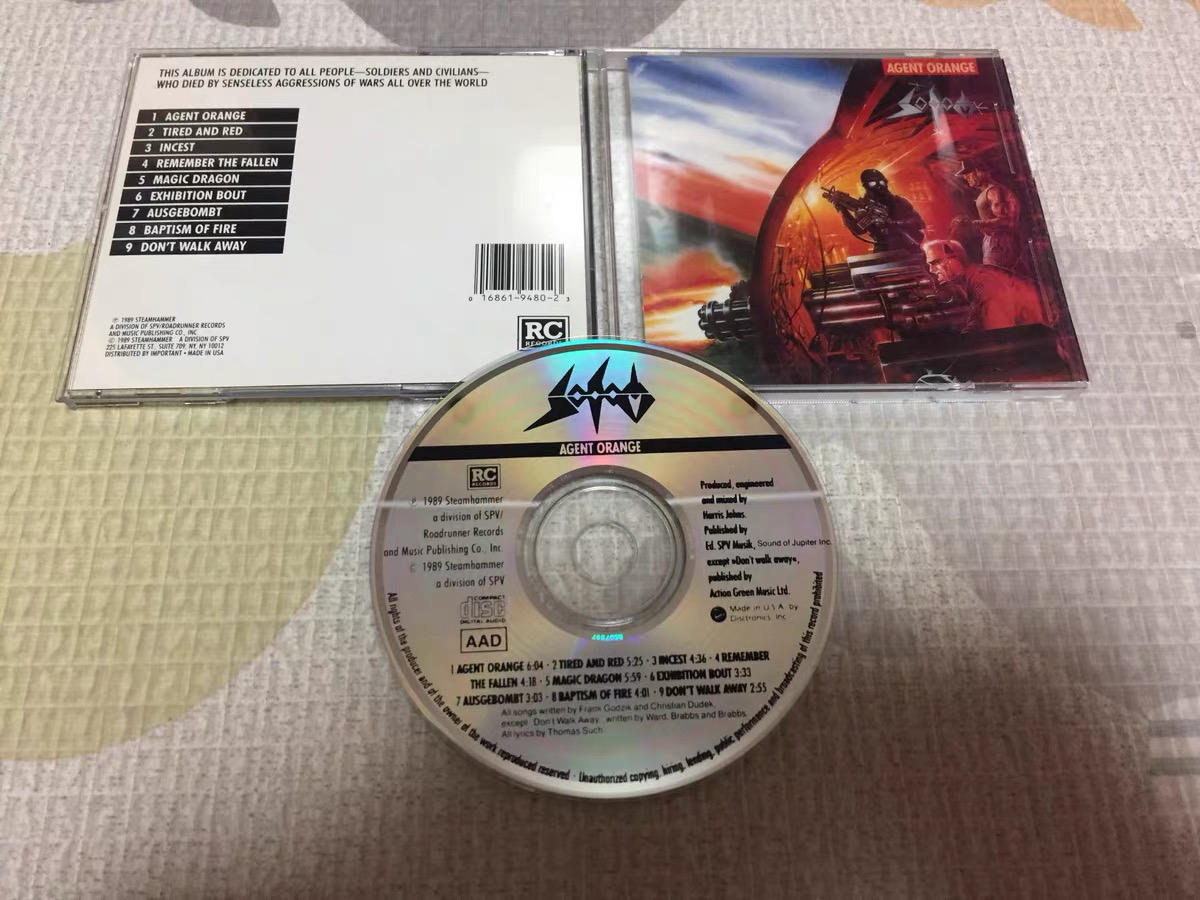 THIS ALBUM IS DEDICATED TO ALL PEOPLE—SOLDIERS AND CIVILIANS—
WHO DIED BY SENSELESS AGGRESSIONS OF WARS ALL OVER THE WORLD
1 AGENT ORANGE
2 TIRED AND RED
3 INCEST
4 REMEMBER THE FALLEN
5 MAGIC DRAGON
6 EXHIBITION BOUT
7 AUSGEBOMBT
8 BAPTISM OF FIRE
9 DON'T WALK AWAY
0 16861-9480-2 3
℗ 1989 STEAMHAMMER
A DIVISION OF SPV/ROADRUNNER RECORDS
AND MUSIC PUBLISHING CO., INC
© 1989 STEAMHAMMER A DIVISION OF SPV
225 LAFAYETTE ST. SUITE 709, NY, NY 10012
DISTRIBUTED BY IMPORTANT • MADE IN USA
RC
RECORDS
AGENT ORANGE
SODOM
SODOM
AGENT ORANGE
RC
RECORDS
℗ 1989 Steamhammer
a division of SPV/
Roadrunner Records
and Music Publishing Co., Inc.
© 1989 Steamhammer
a division of SPV
COMPACT
disc
DIGITAL AUDIO
AAD
Produced, engineered
and mixed by
Harris Johns.
Published by
Ed. SPV Musik, Sound of Jupiter Inc.
except »Don't walk away«,
published by
Action Green Music Ltd.
Made in U.S.A. by
Disctronics, Inc.
1 AGENT ORANGE 6:04 · 2 TIRED AND RED 5:25 · 3 INCEST 4:36 · 4 REMEMBER
THE FALLEN 4:18 · 5 MAGIC DRAGON 5:59 · 6 EXHIBITION BOUT 3:33
7 AUSGEBOMBT 3:03 · 8 BAPTISM OF FIRE 4:01 · 9 DON'T WALK AWAY 2:55
All songs written by Frank Godzik and Christian Dudek,
except Don't Walk Away, written by Ward, Brabbs and Brabbs.
All lyrics by Thomas Such.
All rights of the producer and of the owner of the work reproduced reserved · Unauthorized copying, hiring, lending, public performance and broadcasting of this record prohibited